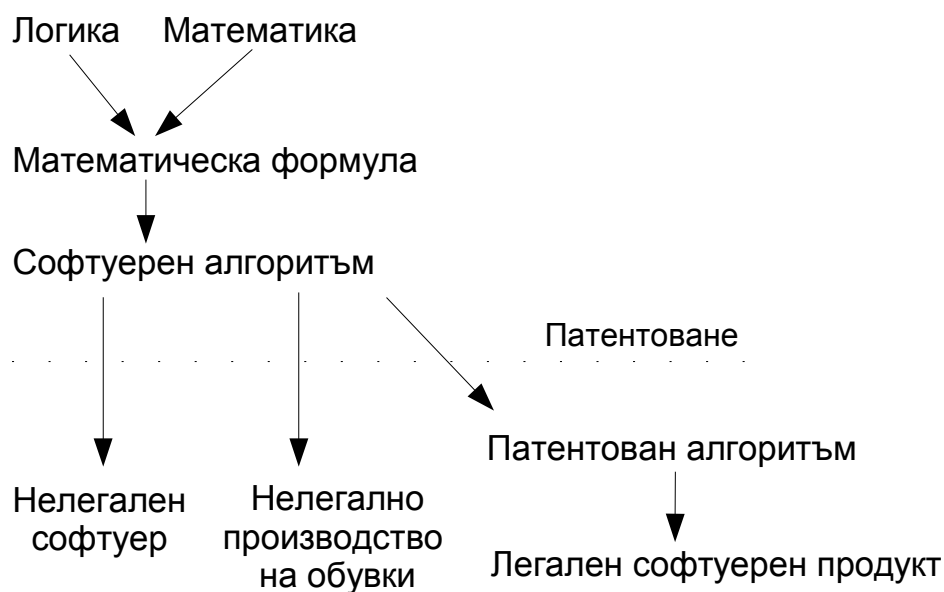 Логика Математика
Математическа формула
Софтуерен алгоритъм
Патентоване
Патентован алгоритъм
Нелегален
софтуер
Нелегално
производство
на обувки
Легален софтуерен продукт